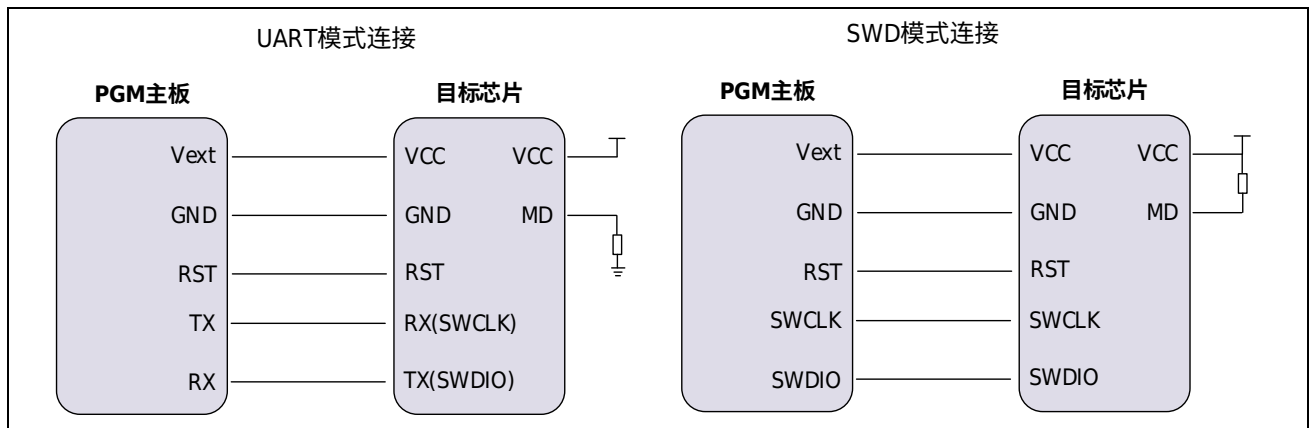 UART模式连接
PGM主板
目标芯片
Vext
GND
RST
TX
RX
VCC
VCC
GND
MD
RST
RX(SWCLK)
TX(SWDIO)
SWD模式连接
PGM主板
目标芯片
Vext
GND
RST
SWCLK
SWDIO
VCC
VCC
GND
MD
RST
SWCLK
SWDIO